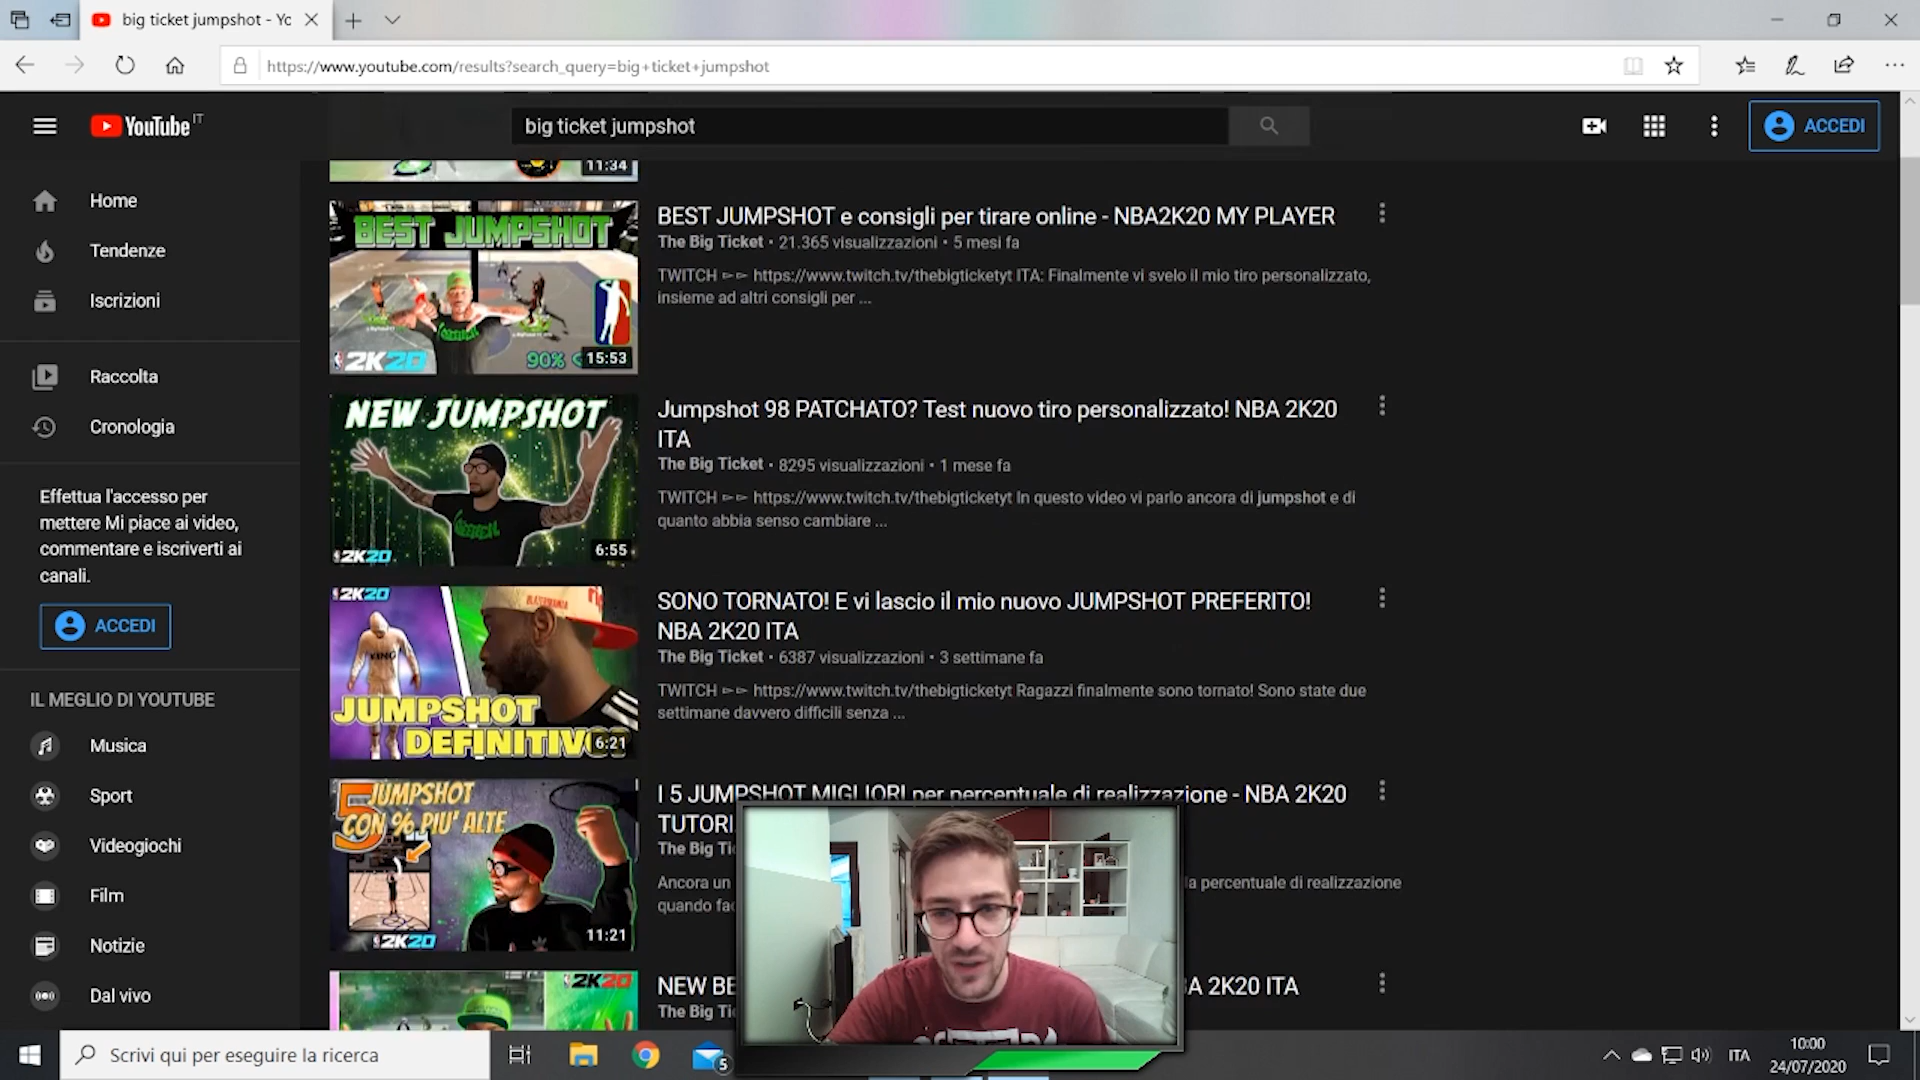 big ticket jumpshot - Yo
https://www.youtube.com/results?search_query=big+ticket+jumpshot
YouTube IT
big ticket jumpshot
ACCEDI
Home
Tendenze
Iscrizioni
Raccolta
Cronologia
Effettua l'accesso per
mettere Mi piace ai video,
commentare e iscriverti ai
canali.
ACCEDI
IL MEGLIO DI YOUTUBE
Musica
Sport
Videogiochi
Film
Notizie
Dal vivo
11:34
BEST JUMPSHOT
2K20
90%
15:53
BEST JUMPSHOT e consigli per tirare online - NBA2K20 MY PLAYER
The Big Ticket • 21.365 visualizzazioni • 5 mesi fa
TWITCH ►► https://www.twitch.tv/thebigticketyt ITA: Finalmente vi svelo il mio tiro personalizzato,
insieme ad altri consigli per ...
NEW JUMPSHOT
2K20
6:55
Jumpshot 98 PATCHATO? Test nuovo tiro personalizzato! NBA 2K20
ITA
The Big Ticket • 8295 visualizzazioni • 1 mese fa
TWITCH ►► https://www.twitch.tv/thebigticketyt In questo video vi parlo ancora di jumpshot e di
quanto abbia senso cambiare ...
2K20
KING
JUMPSHOT
DEFINITIV
6:21
SONO TORNATO! E vi lascio il mio nuovo JUMPSHOT PREFERITO!
NBA 2K20 ITA
The Big Ticket • 6387 visualizzazioni • 3 settimane fa
TWITCH ►► https://www.twitch.tv/thebigticketyt Ragazzi finalmente sono tornato! Sono state due
settimane davvero difficili senza ...
5 JUMPSHOT
CON % PIU' ALTE
2K20
11:21
I 5 JUMPSHOT MIGLIORI per percentuale di realizzazione - NBA 2K20
TUTORI
The Big Ti
Ancora un
la percentuale di realizzazione
quando fac
2K20
NEW BE
A 2K20 ITA
The Big Ti
Scrivi qui per eseguire la ricerca
5
ITA
10:00
24/07/2020